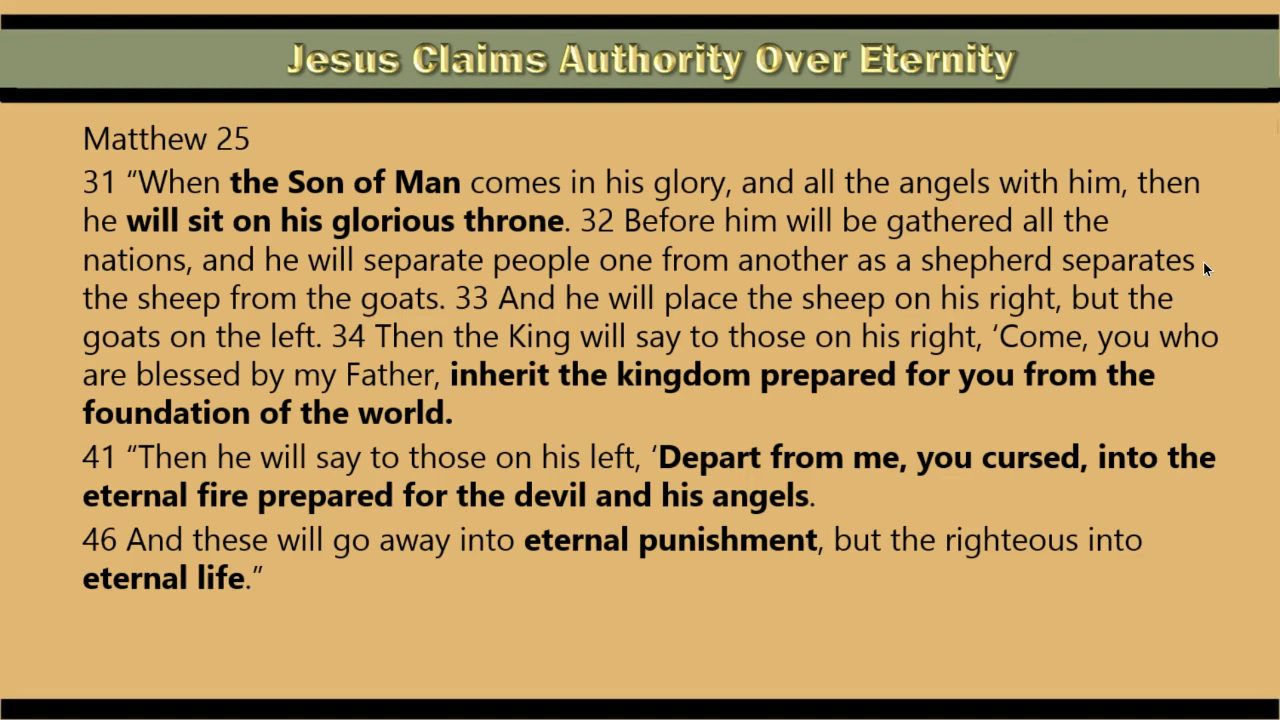 Jesus Claims Authority Over Eternity
Matthew 25
31 “When the Son of Man comes in his glory, and all the angels with him, then
he will sit on his glorious throne. 32 Before him will be gathered all the
nations, and he will separate people one from another as a shepherd separates
the sheep from the goats. 33 And he will place the sheep on his right, but the
goats on the left. 34 Then the King will say to those on his right, ‘Come, you who
are blessed by my Father, inherit the kingdom prepared for you from the
foundation of the world.
41 “Then he will say to those on his left, ‘Depart from me, you cursed, into the
eternal fire prepared for the devil and his angels.
46 And these will go away into eternal punishment, but the righteous into
eternal life.”